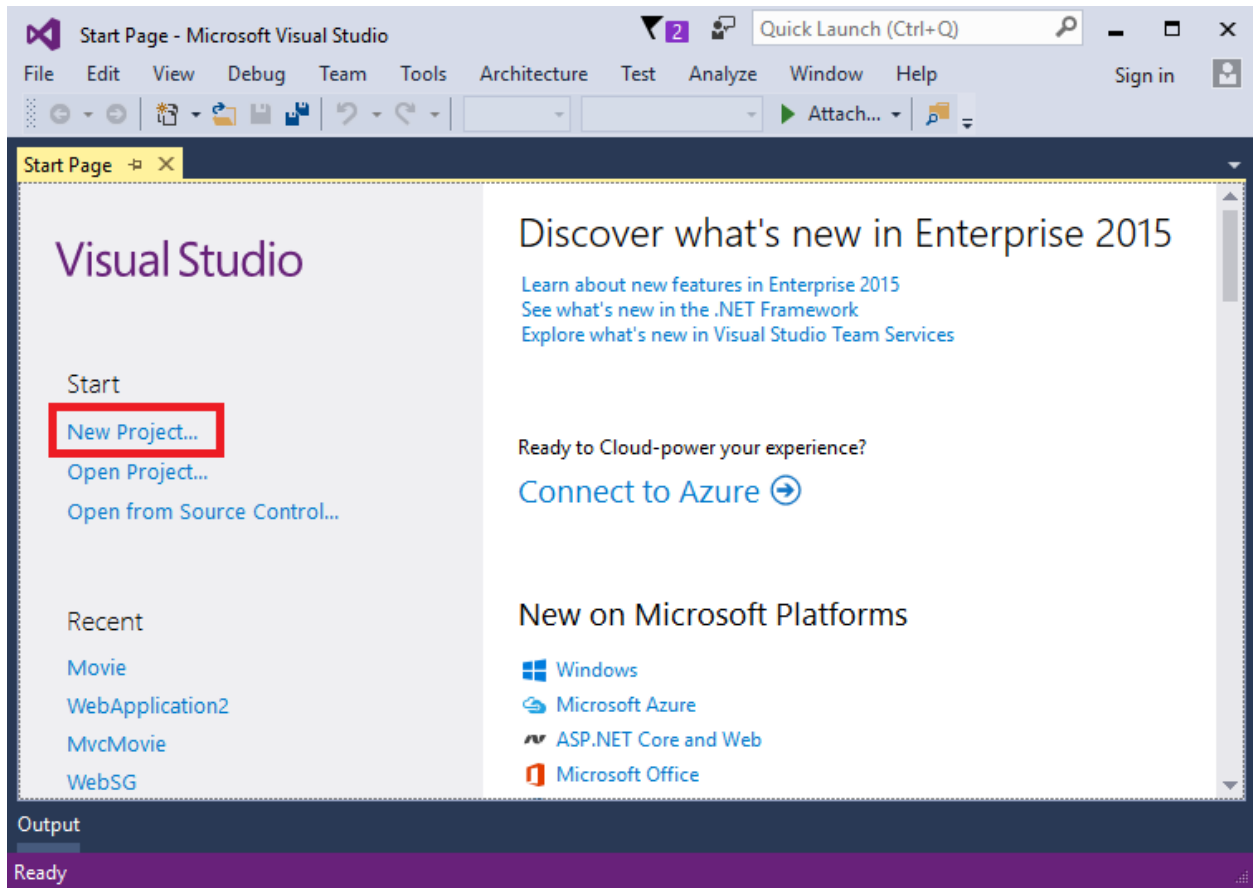 Start Page - Microsoft Visual Studio
2
Quick Launch (Ctrl+Q)
File Edit View Debug Team Tools Architecture Test Analyze Window Help Sign in
Attach...
Start Page
Visual Studio
Start
New Project...
Open Project...
Open from Source Control...
Recent
Movie
WebApplication2
MvcMovie
WebSG
Discover what's new in Enterprise 2015
Learn about new features in Enterprise 2015
See what's new in the .NET Framework
Explore what's new in Visual Studio Team Services
Ready to Cloud-power your experience?
Connect to Azure
New on Microsoft Platforms
Windows
Microsoft Azure
ASP.NET Core and Web
Microsoft Office
Output
Ready